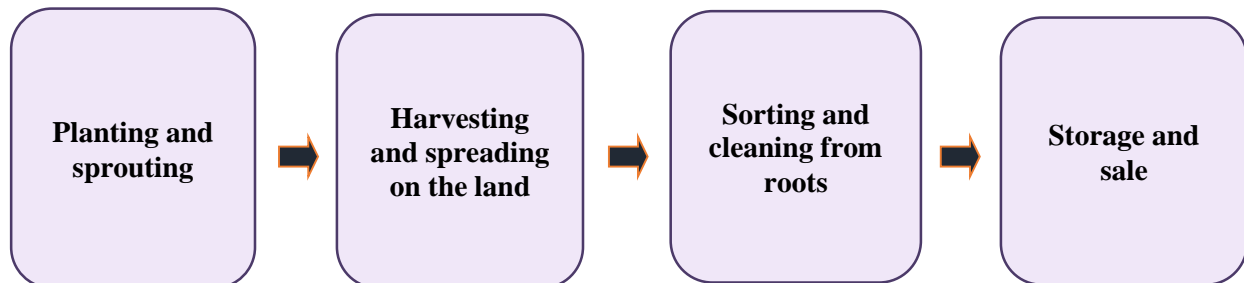 Planting and
sprouting
Harvesting
and spreading
on the land
Sorting and
cleaning from
roots
Storage and
sale